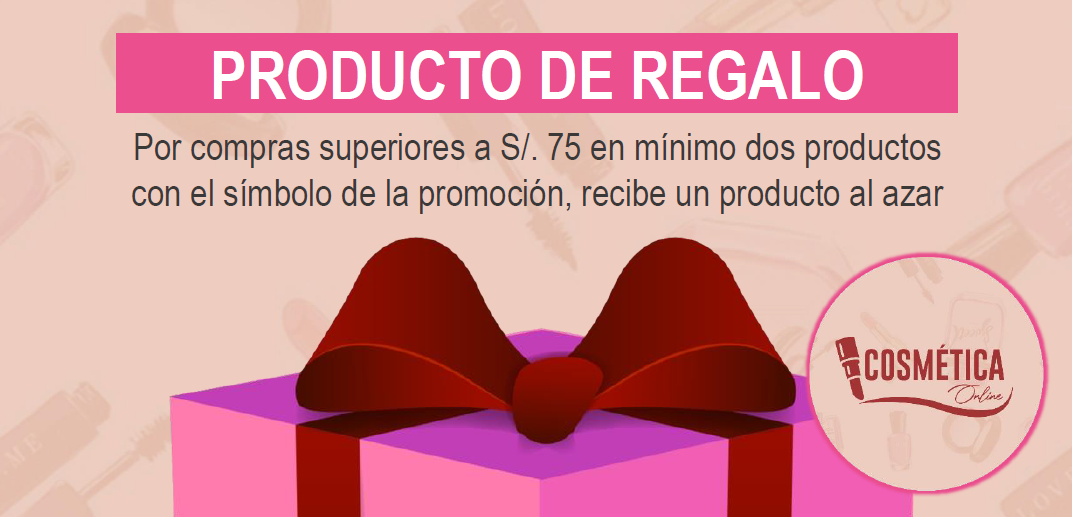 PRODUCTO DE REGALO
Por compras superiores a S/. 75 en mínimo dos productos
con el símbolo de la promoción, recibe un producto al azar
COSMÉTICA
Online